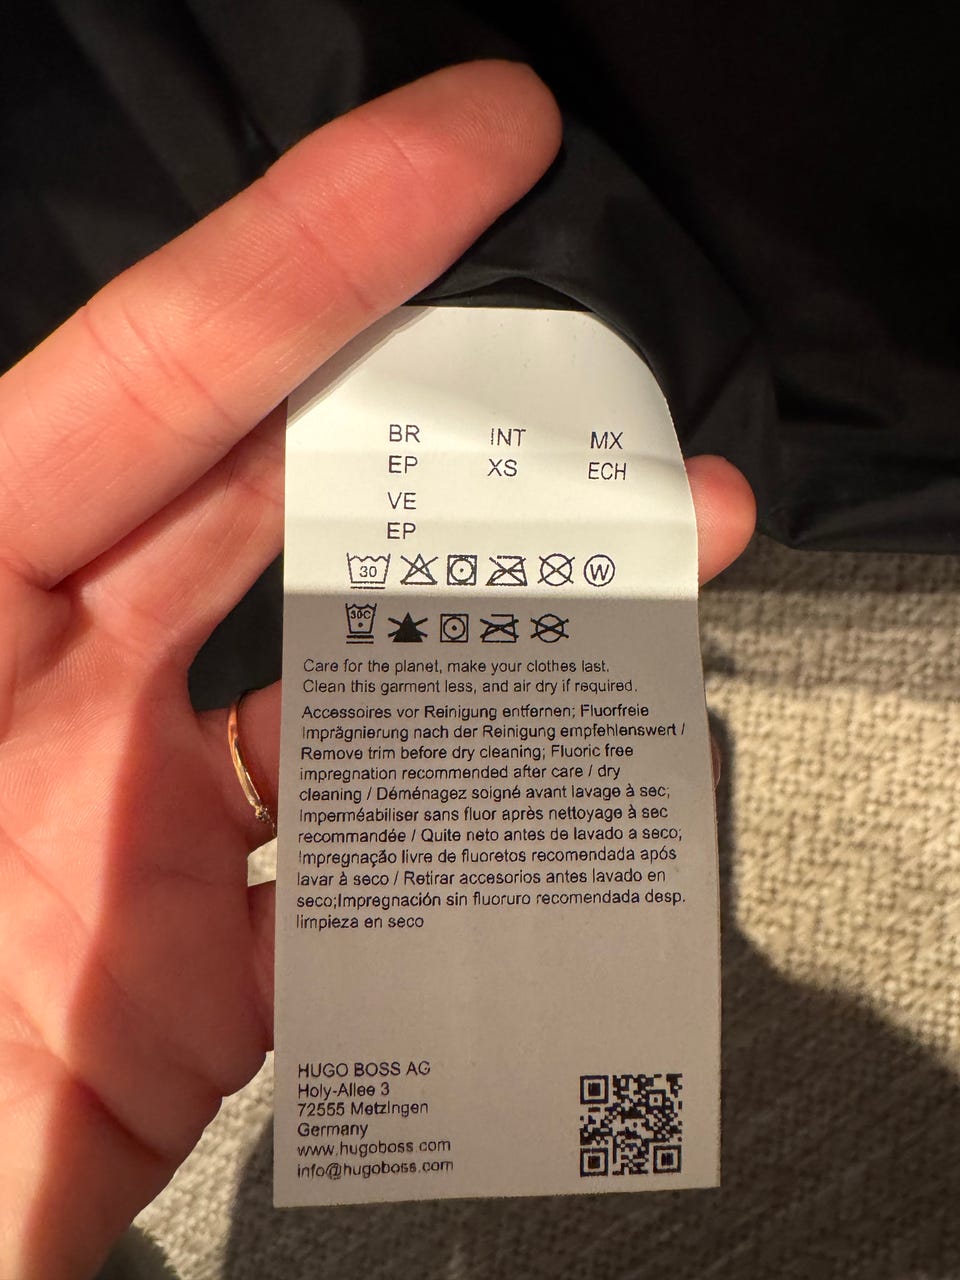 BR INT MX
EP XS ECH
VE
EP
30 W
30C
Care for the planet, make your clothes last.
Clean this garment less, and air dry if required.
Accessoires vor Reinigung entfernen; Fluorfreie
Imprägnierung nach der Reinigung empfehlenswert /
Remove trim before dry cleaning; Fluoric free
impregnation recommended after care / dry
cleaning / Déménagez soigné avant lavage à sec;
Imperméabiliser sans fluor après nettoyage à sec
recommandée / Quite neto antes de lavado a seco;
Impregnação livre de fluoretos recomendada após
lavar à seco / Retirar accesorios antes lavado en
seco;Impregnación sin fluoruro recomendada desp.
limpieza en seco
HUGO BOSS AG
Holy-Allee 3
72555 Metzingen
Germany
www.hugoboss.com
info@hugoboss.com